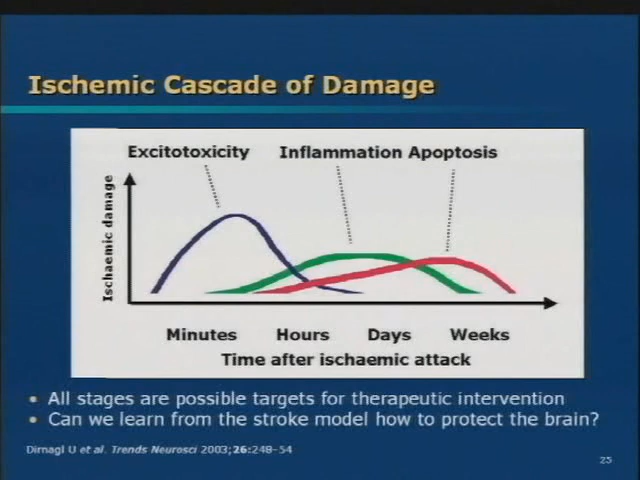 Ischemic Cascade of Damage
Excitotoxicity Inflammation Apoptosis
Ischaemic damage
Minutes Hours Days Weeks
Time after ischaemic attack
• All stages are possible targets for therapeutic intervention
• Can we learn from the stroke model how to protect the brain?
Dirnagl U et al. Trends Neurosci 2003;26:248–54
25